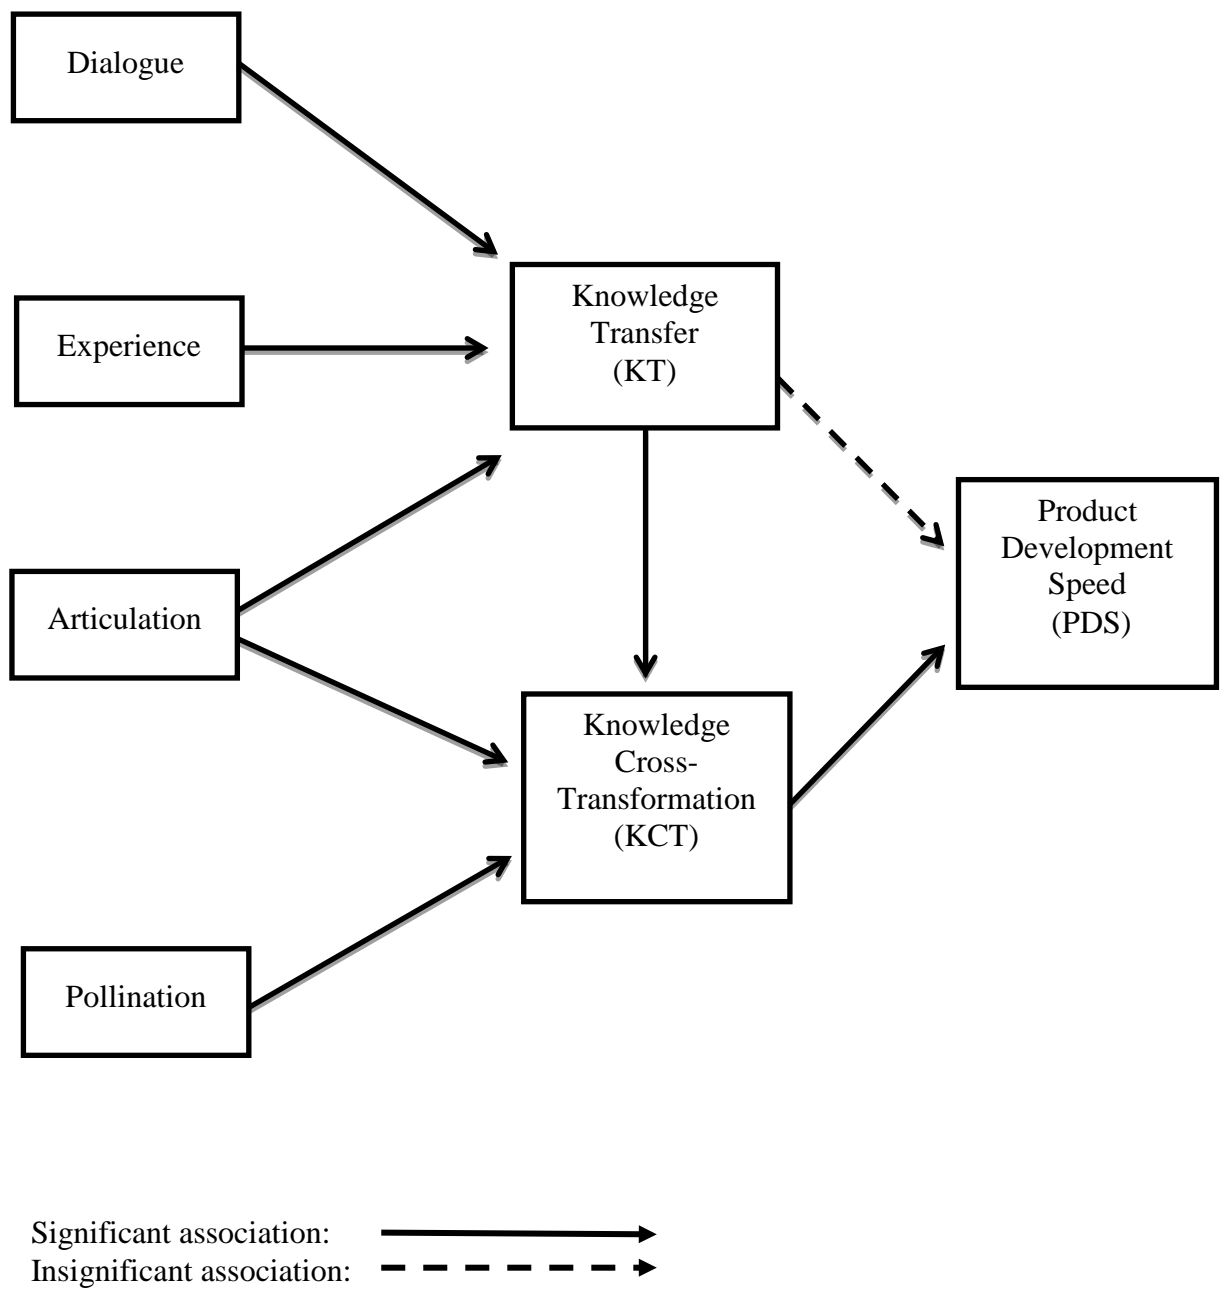 Dialogue
Experience
Knowledge
Transfer
(KT)
Product
Development
Speed
(PDS)
Articulation
Knowledge
Cross-
Transformation
(KCT)
Pollination
Significant association:
Insignificant association: